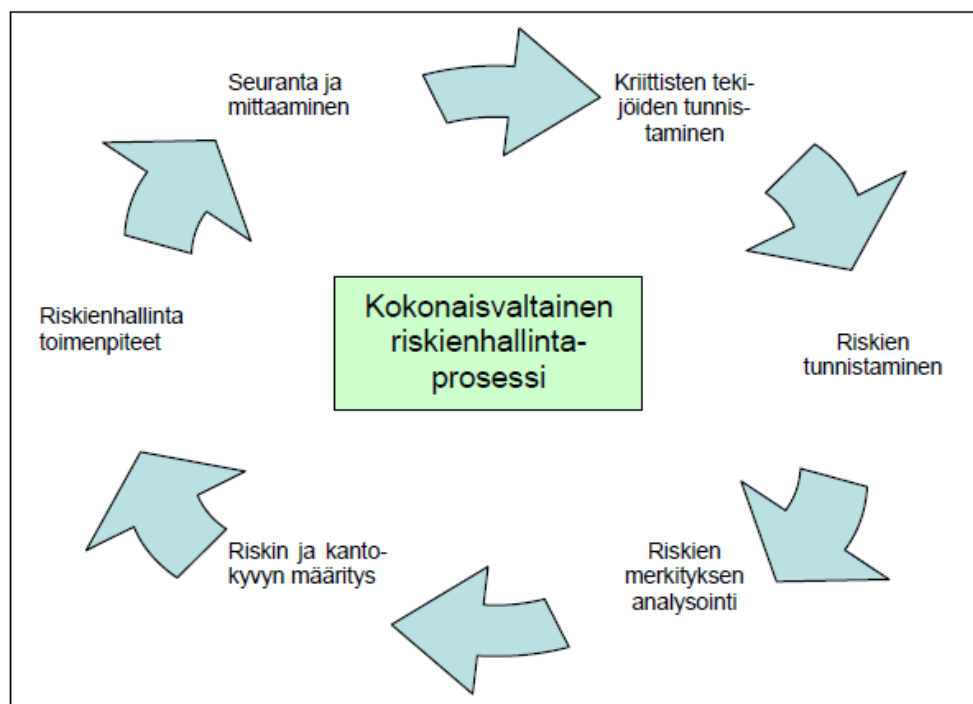 Seuranta ja
mittaaminen
Kriittisten teki-
jöiden tunnis-
taminen
Riskien
tunnistaminen
Riskien
merkityksen
analysointi
Riskin ja kanto-
kyvyn määritys
Riskienhallinta
toimenpiteet
Kokonaisvaltainen
riskienhallinta-
prosessi